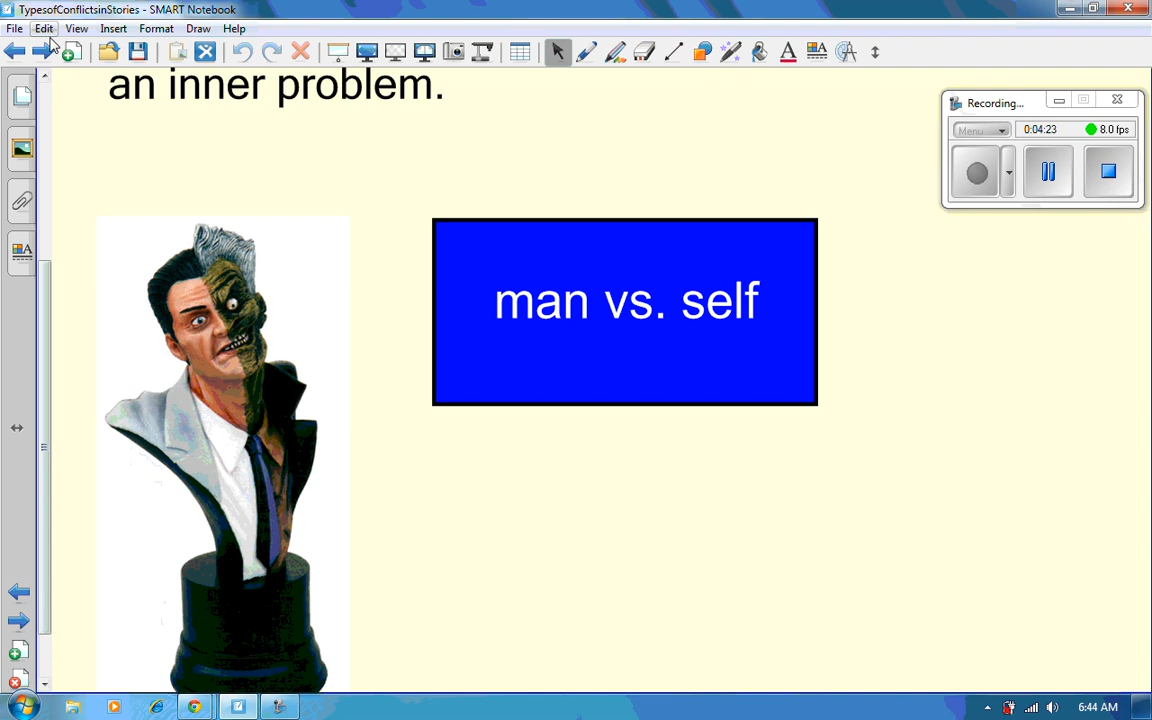 TypesofConflictsinStories - SMART Notebook
File Edit View Insert Format Draw Help
an inner problem.
Recording...
Menu 0:04:23 8.0 fps
man vs. self
6:44 AM